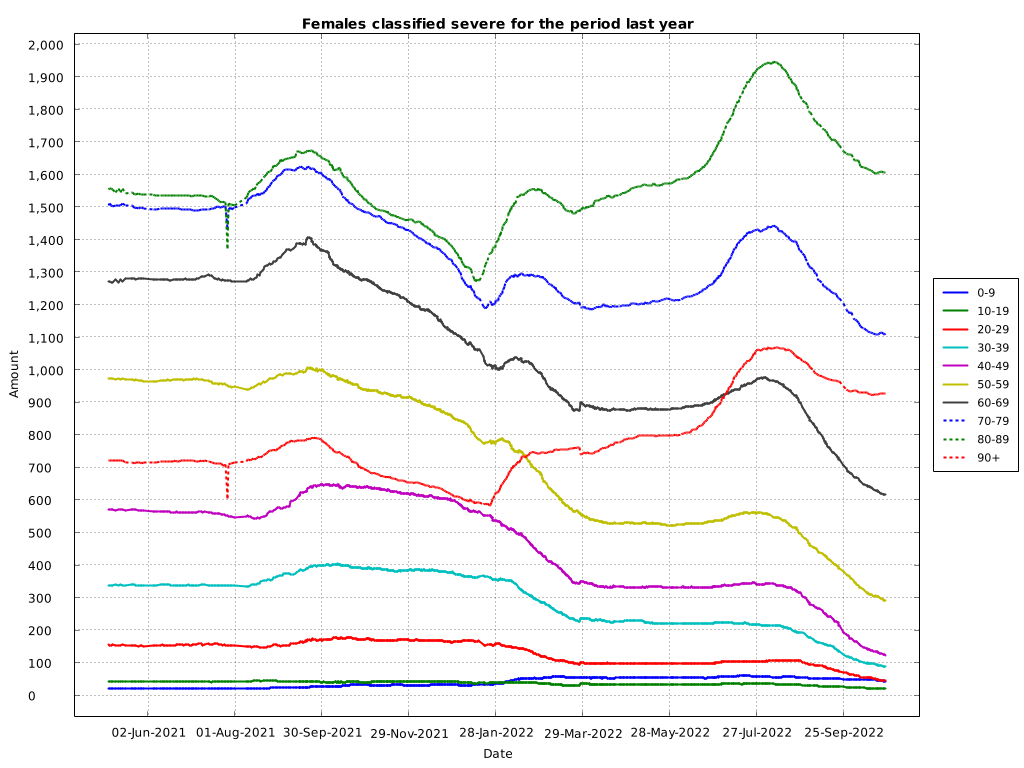 Females classified severe for the period last year
2,000
1,900
1,800
1,700
1,600
1,500
1,400
1,300
1,200
1,100
1,000
900
800
700
600
500
400
300
200
100
0
Amount
02-Jun-2021
01-Aug-2021
30-Sep-2021
29-Nov-2021
28-Jan-2022
29-Mar-2022
28-May-2022
27-Jul-2022
25-Sep-2022
Date
0-9
10-19
20-29
30-39
40-49
50-59
60-69
70-79
80-89
90+